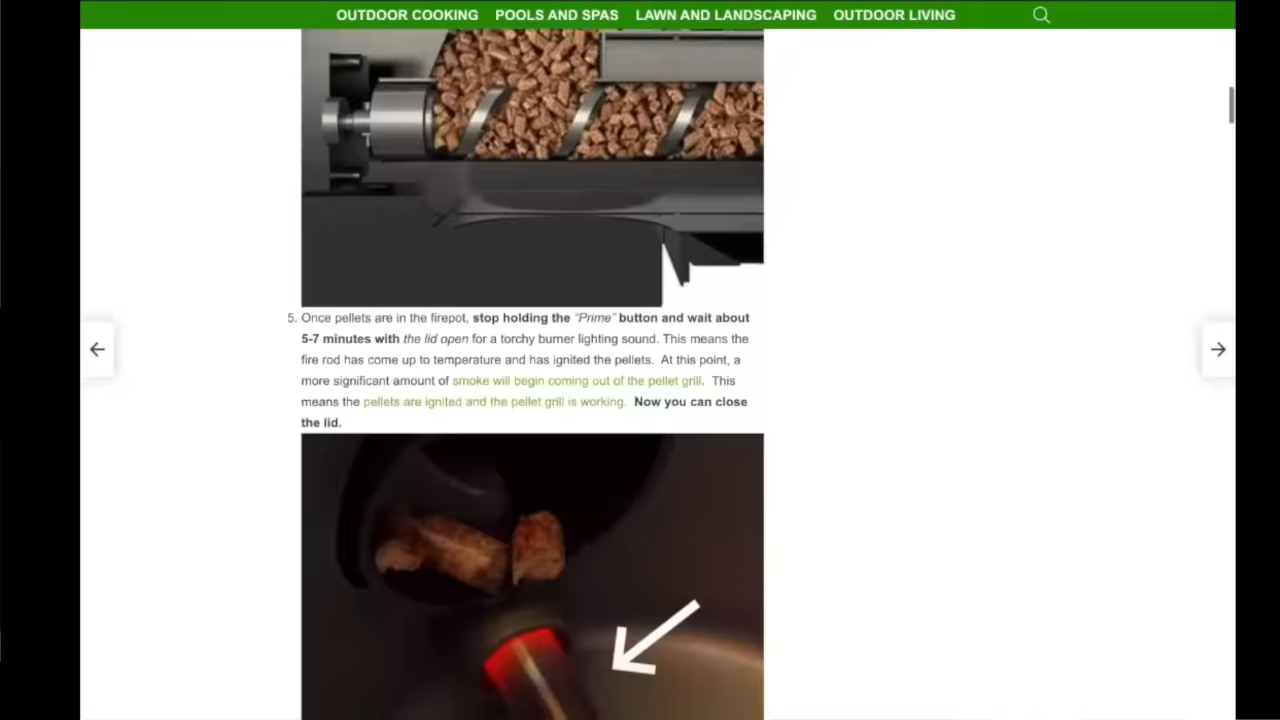 OUTDOOR COOKING POOLS AND SPAS LAWN AND LANDSCAPING OUTDOOR LIVING
5. Once pellets are in the firepot, stop holding the "Prime" button and wait about
5-7 minutes with the lid open for a torchy burner lighting sound. This means the
fire rod has come up to temperature and has ignited the pellets. At this point, a
more significant amount of smoke will begin coming out of the pellet grill. This
means the pellets are ignited and the pellet grill is working. Now you can close
the lid.